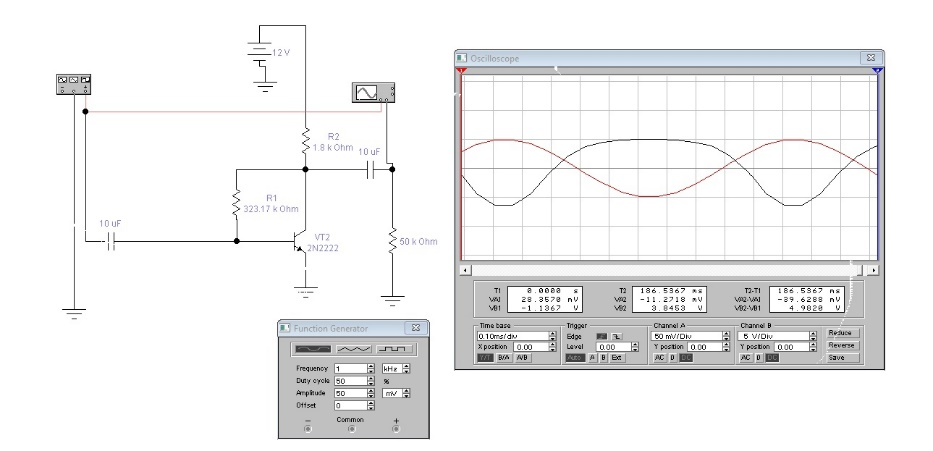 12 V
R2
1.8 k Ohm
10 uF
R1
323.17 k Ohm
10 uF
VT2
2N2222
50 k Ohm
Oscilloscope
1
2
T1 0.0000 s
VA1 28.3570 mV
VB1 -1.1367 V
T2 186.5367 ms
VA2 -11.2718 mV
VB2 3.8453 V
T2-T1 186.5367 ms
VA2-VA1 -39.6288 mV
VB2-VB1 4.9820 V
Time base
0.10ms/div
X position 0.00
Y/T B/A A/B
Trigger
Edge
Level 0.00
Auto A B Ext
Channel A
50 mV/Div
Y position 0.00
AC 0 DC
Channel B
5 V/Div
Y position 0.00
AC 0 DC
Reduce
Reverse
Save
Function Generator
Frequency 1 kHz
Duty cycle 50 %
Amplitude 50 mV
Offset 0
− Common +